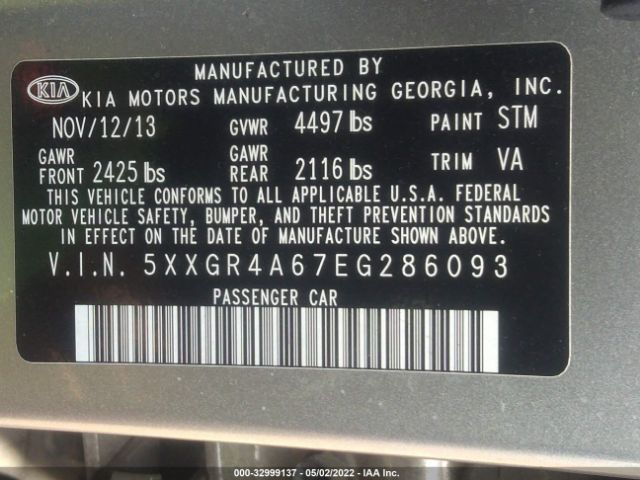 MANUFACTURED BY
KIA KIA MOTORS MANUFACTURING GEORGIA, INC.
NOV/12/13 GVWR 4497 lbs PAINT STM
GAWR FRONT 2425 lbs GAWR REAR 2116 lbs TRIM VA
THIS VEHICLE CONFORMS TO ALL APPLICABLE U.S.A. FEDERAL
MOTOR VEHICLE SAFETY, BUMPER, AND THEFT PREVENTION STANDARDS
IN EFFECT ON THE DATE OF MANUFACTURE SHOWN ABOVE.
V.I.N. 5XXGR4A67EG286093
PASSENGER CAR
000-32999137 - 05/02/2022 - IAA Inc.